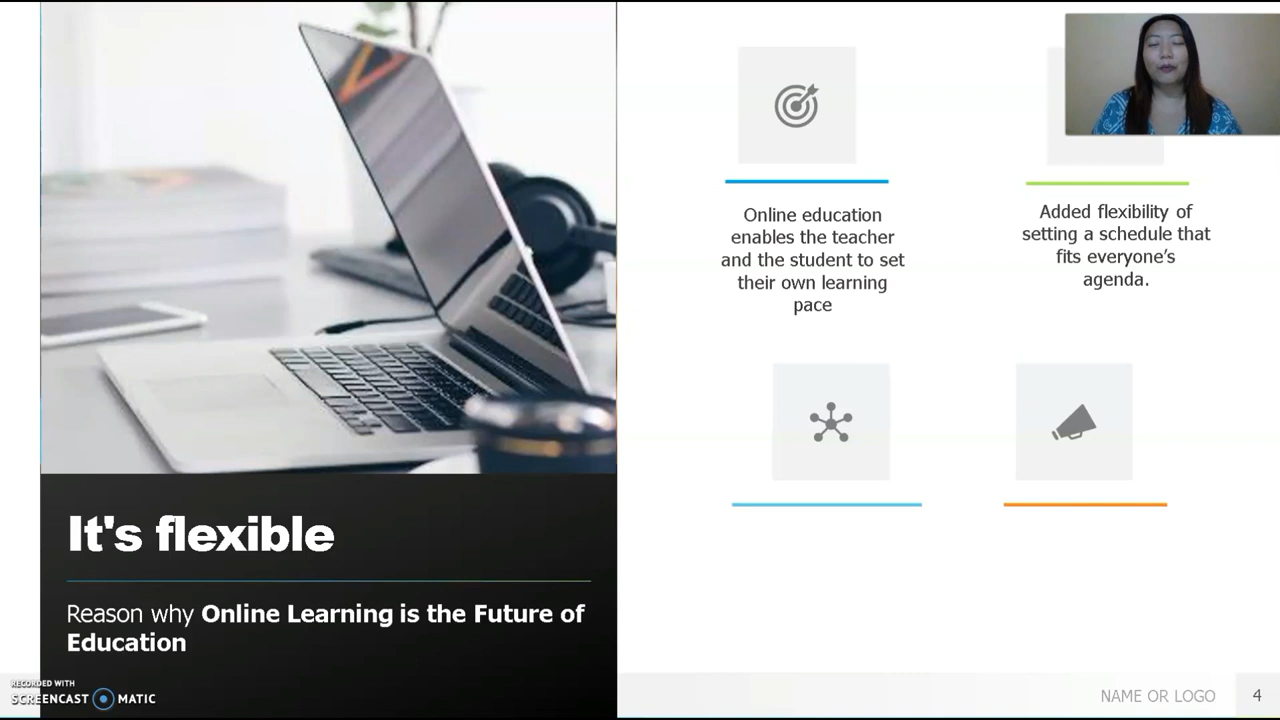 It's flexible
Reason why Online Learning is the Future of
Education
Online education
enables the teacher
and the student to set
their own learning
pace
Added flexibility of
setting a schedule that
fits everyone's
agenda.
RECORDED WITH
SCREENCAST MATIC
NAME OR LOGO
4